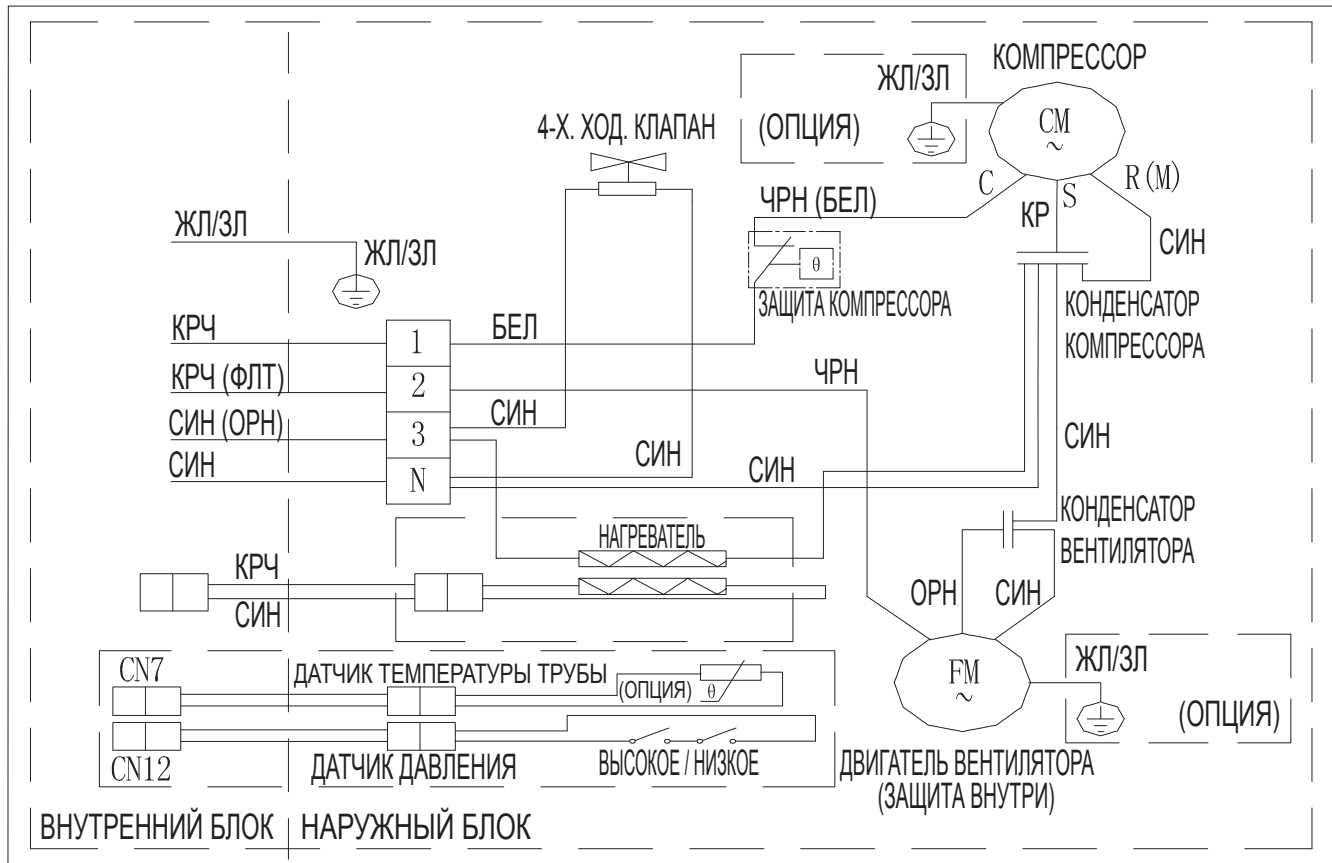 КОМПРЕССОР
ЖЛ/ЗЛ
(ОПЦИЯ)
CM
~
4-Х. ХОД. КЛАПАН
C
S
R(M)
ЧРН (БЕЛ)
КР
СИН
ЖЛ/ЗЛ
ЖЛ/ЗЛ
θ
ЗАЩИТА КОМПРЕССОРА
КОНДЕНСАТОР
КОМПРЕССОРА
КРЧ
1
БЕЛ
КРЧ (ФЛТ)
2
ЧРН
СИН (ОРН)
3
СИН
СИН
N
СИН
СИН
СИН
НАГРЕВАТЕЛЬ
КОНДЕНСАТОР
ВЕНТИЛЯТОРА
КРЧ
СИН
ОРН
СИН
CN7
ДАТЧИК ТЕМПЕРАТУРЫ ТРУБЫ
(ОПЦИЯ)
θ
FM
~
ЖЛ/ЗЛ
(ОПЦИЯ)
CN12
ДАТЧИК ДАВЛЕНИЯ
ВЫСОКОЕ / НИЗКОЕ
ДВИГАТЕЛЬ ВЕНТИЛЯТОРА
(ЗАЩИТА ВНУТРИ)
ВНУТРЕННИЙ БЛОК
НАРУЖНЫЙ БЛОК